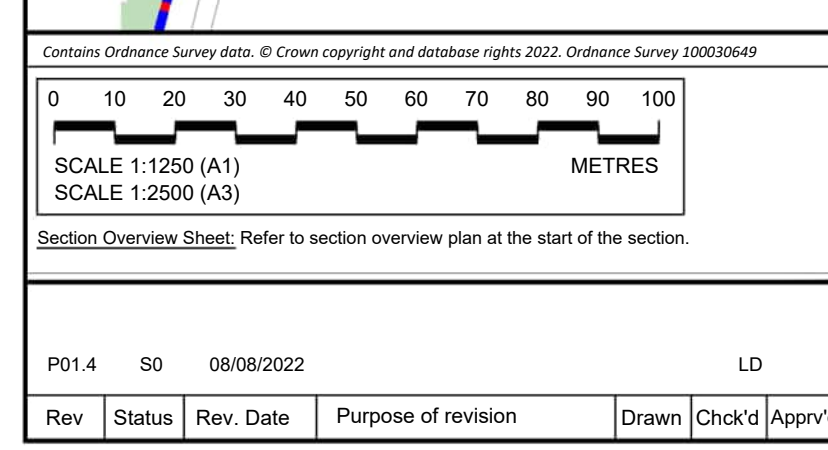 Contains Ordnance Survey data. © Crown copyright and database rights 2022. Ordnance Survey 100030649
0 10 20 30 40 50 60 70 80 90 100
SCALE 1:1250 (A1) METRES
SCALE 1:2500 (A3)
Section Overview Sheet: Refer to section overview plan at the start of the section.
P01.4 S0 08/08/2022 LD
Rev Status Rev. Date Purpose of revision Drawn Chck'd Apprv'